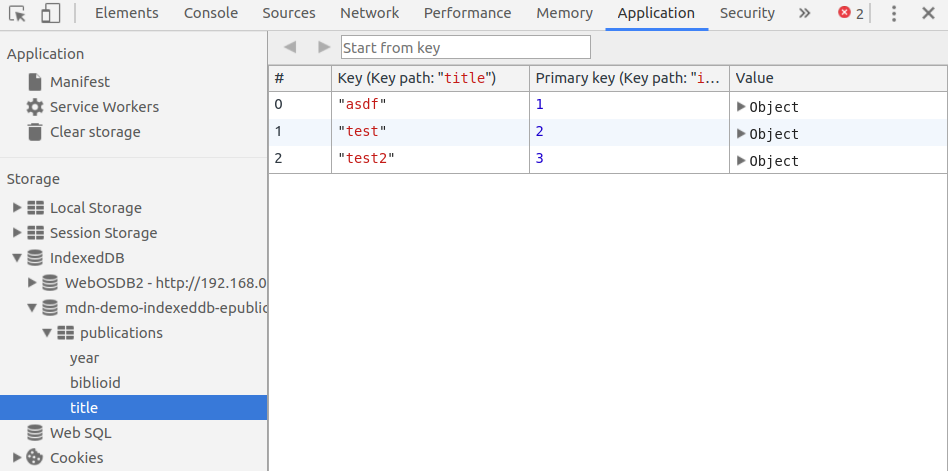 Elements Console Sources Network Performance Memory Application Security » 2
Application
Manifest
Service Workers
Clear storage
Storage
Local Storage
Session Storage
IndexedDB
WebOSDB2 - http://192.168.0
mdn-demo-indexeddb-epublic
publications
year
biblioid
title
Web SQL
Cookies
Start from key
# Key (Key path: "title") Primary key (Key path: "i... Value
0 "asdf" 1 Object
1 "test" 2 Object
2 "test2" 3 Object